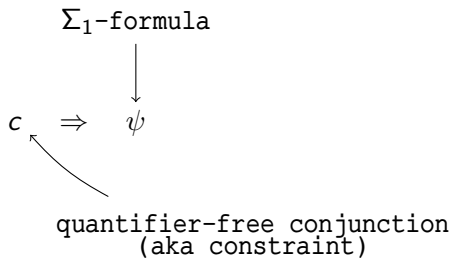 Σ₁-formula
c ⇒ ψ
quantifier-free conjunction
(aka constraint)